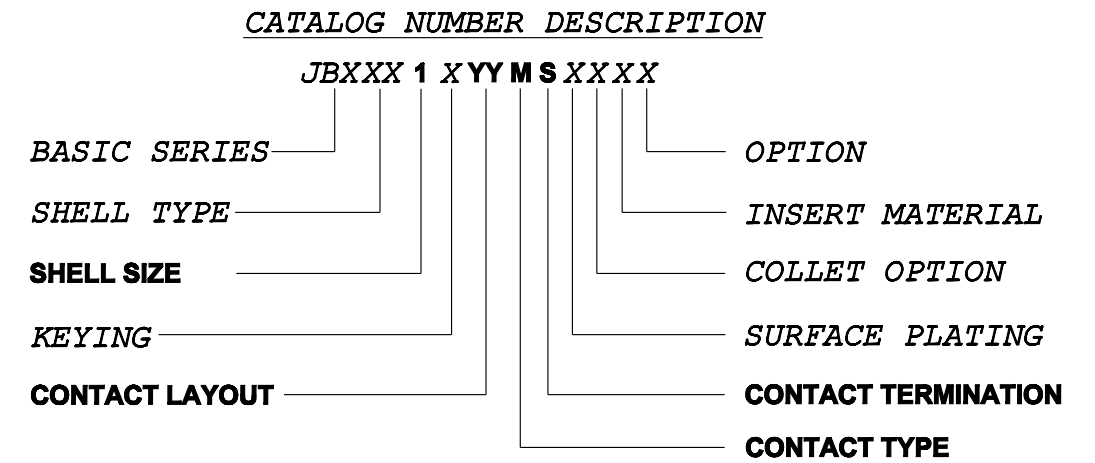 CATALOG NUMBER DESCRIPTION
JBXXX 1 X YY M S XXXX
BASIC SERIES
OPTION
SHELL TYPE
INSERT MATERIAL
SHELL SIZE
COLLET OPTION
KEYING
SURFACE PLATING
CONTACT LAYOUT
CONTACT TERMINATION
CONTACT TYPE